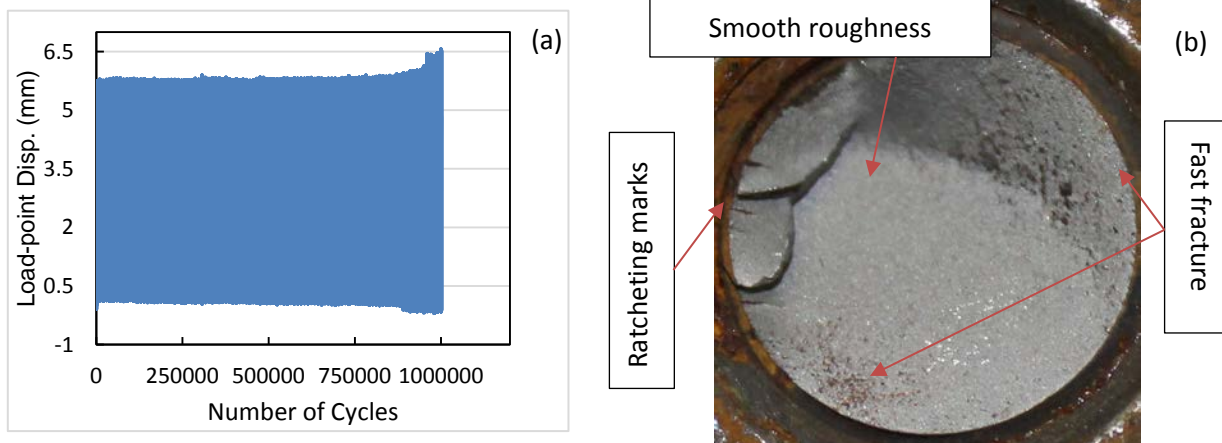 (a)
6.5
5
3.5
2
0.5
-1
Load-point Disp. (mm)
0 250000 500000 750000 1000000
Number of Cycles
Smooth roughness
(b)
Ratcheting marks
Fast fracture